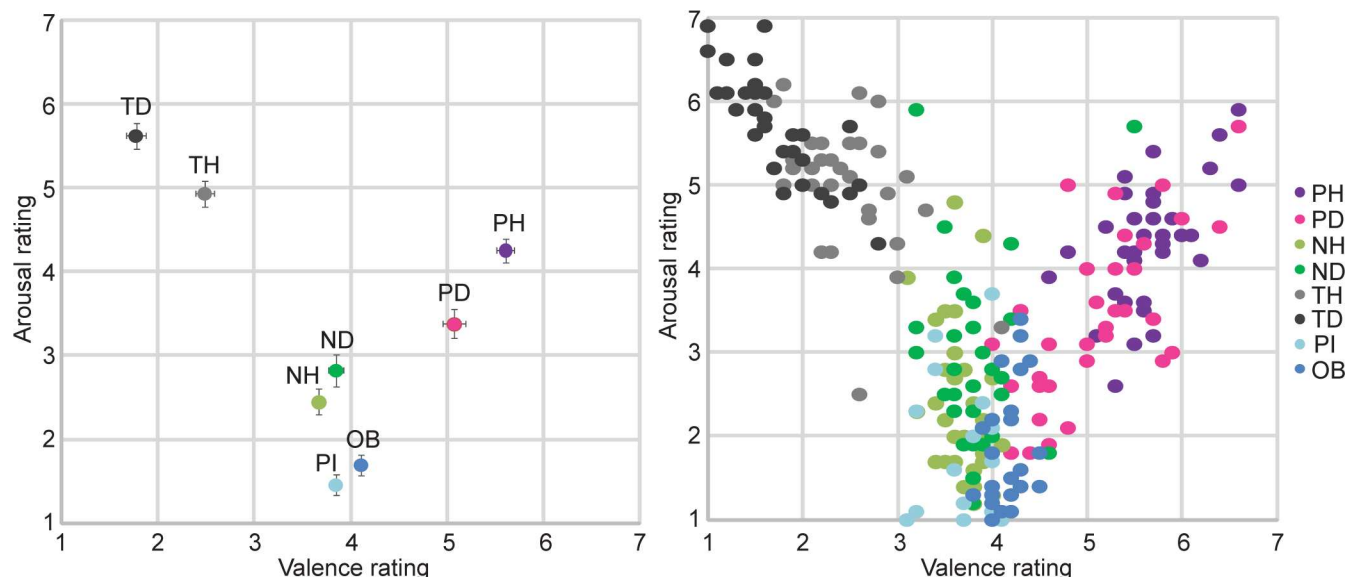 7
6
5
4
3
2
1
Arousal rating
TD
TH
PH
PD
ND
NH
OB
PI
1 2 3 4 5 6 7
Valence rating
7
6
5
4
3
2
1
Arousal rating
1 2 3 4 5 6 7
Valence rating
PH
PD
NH
ND
TH
TD
PI
OB